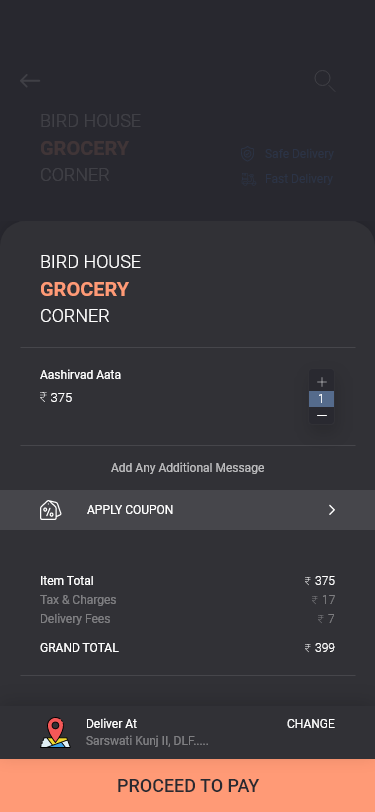 BIRD HOUSE
GROCERY
CORNER
Safe Delivery
Fast Delivery
BIRD HOUSE
GROCERY
CORNER
Aashirvad Aata
₹ 375
+
1
−
Add Any Additional Message
% APPLY COUPON >
Item Total ₹ 375
Tax & Charges ₹ 17
Delivery Fees ₹ 7
GRAND TOTAL ₹ 399
Deliver At CHANGE
Sarswati Kunj II, DLF.....
PROCEED TO PAY